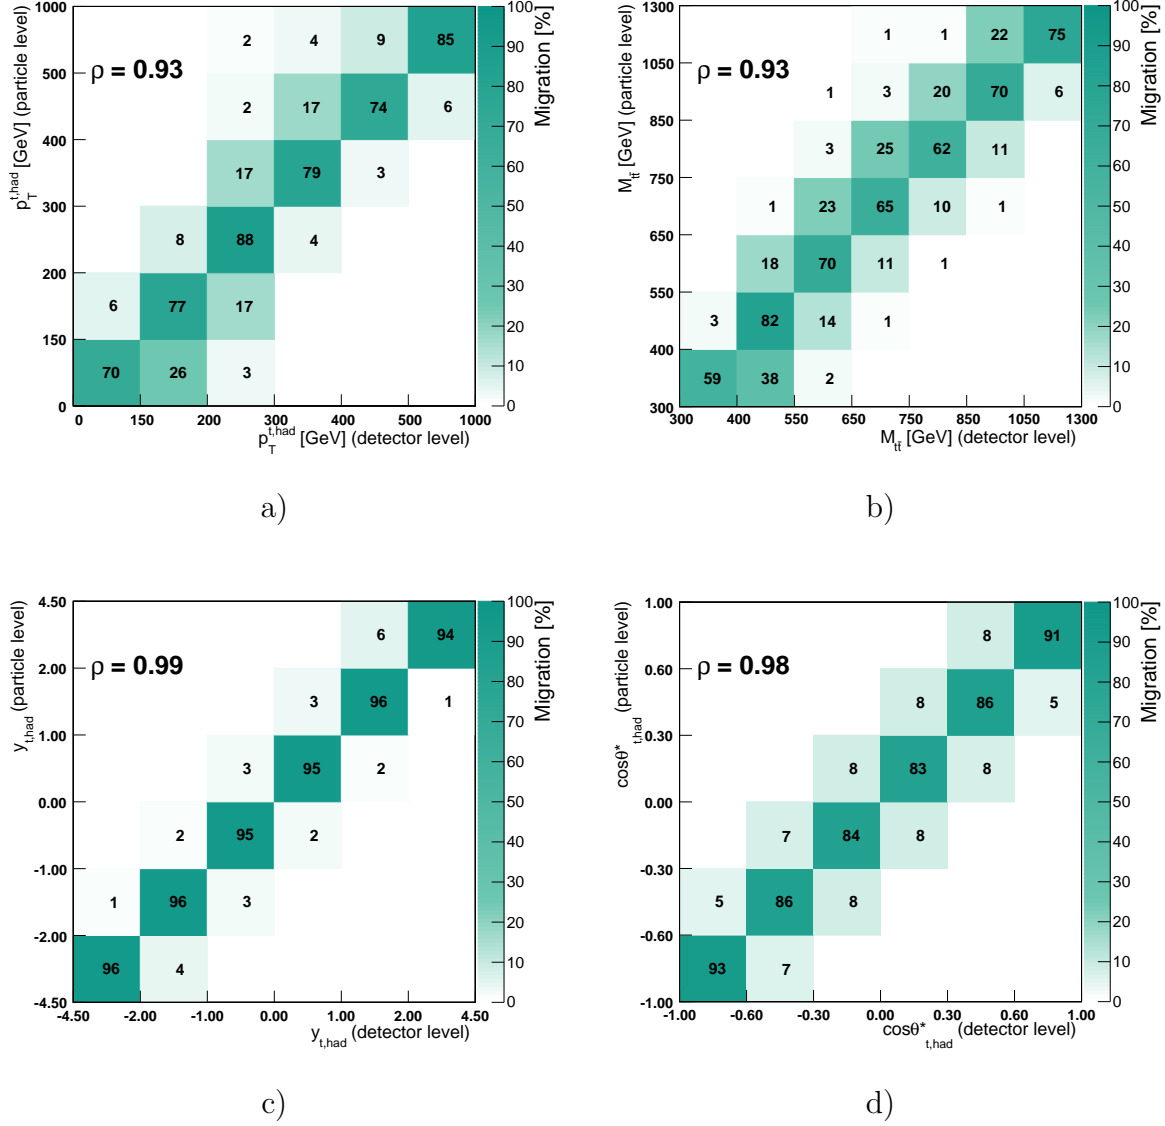 1000
500
400
300
200
150
0
p_T^{t,had} [GeV] (particle level)
ρ = 0.93
2 4 9 85
2 17 74 6
17 79 3
8 88 4
6 77 17
70 26 3
0 150 200 300 400 500 1000
p_T^{t,had} [GeV] (detector level)
100
90
80
70
60
50
40
30
20
10
0
Migration [%]
a)
1300
1050
850
750
650
550
400
300
M_{tt̄} [GeV] (particle level)
ρ = 0.93
1 1 22 75
1 3 20 70 6
3 25 62 11
1 23 65 10 1
18 70 11 1
3 82 14 1
59 38 2
300 400 550 650 750 850 1050 1300
M_{tt̄} [GeV] (detector level)
100
90
80
70
60
50
40
30
20
10
0
Migration [%]
b)
4.50
2.00
1.00
0.00
-1.00
-2.00
-4.50
y_{t,had} (particle level)
ρ = 0.99
6 94
3 96 1
3 95 2
2 95 2
1 96 3
96 4
-4.50 -2.00 -1.00 0.00 1.00 2.00 4.50
y_{t,had} (detector level)
100
90
80
70
60
50
40
30
20
10
0
Migration [%]
c)
1.00
0.60
0.30
0.00
-0.30
-0.60
-1.00
cosθ*_{t,had} (particle level)
ρ = 0.98
8 91
8 86 5
8 83 8
7 84 8
5 86 8
93 7
-1.00 -0.60 -0.30 0.00 0.30 0.60 1.00
cosθ*_{t,had} (detector level)
100
90
80
70
60
50
40
30
20
10
0
Migration [%]
d)